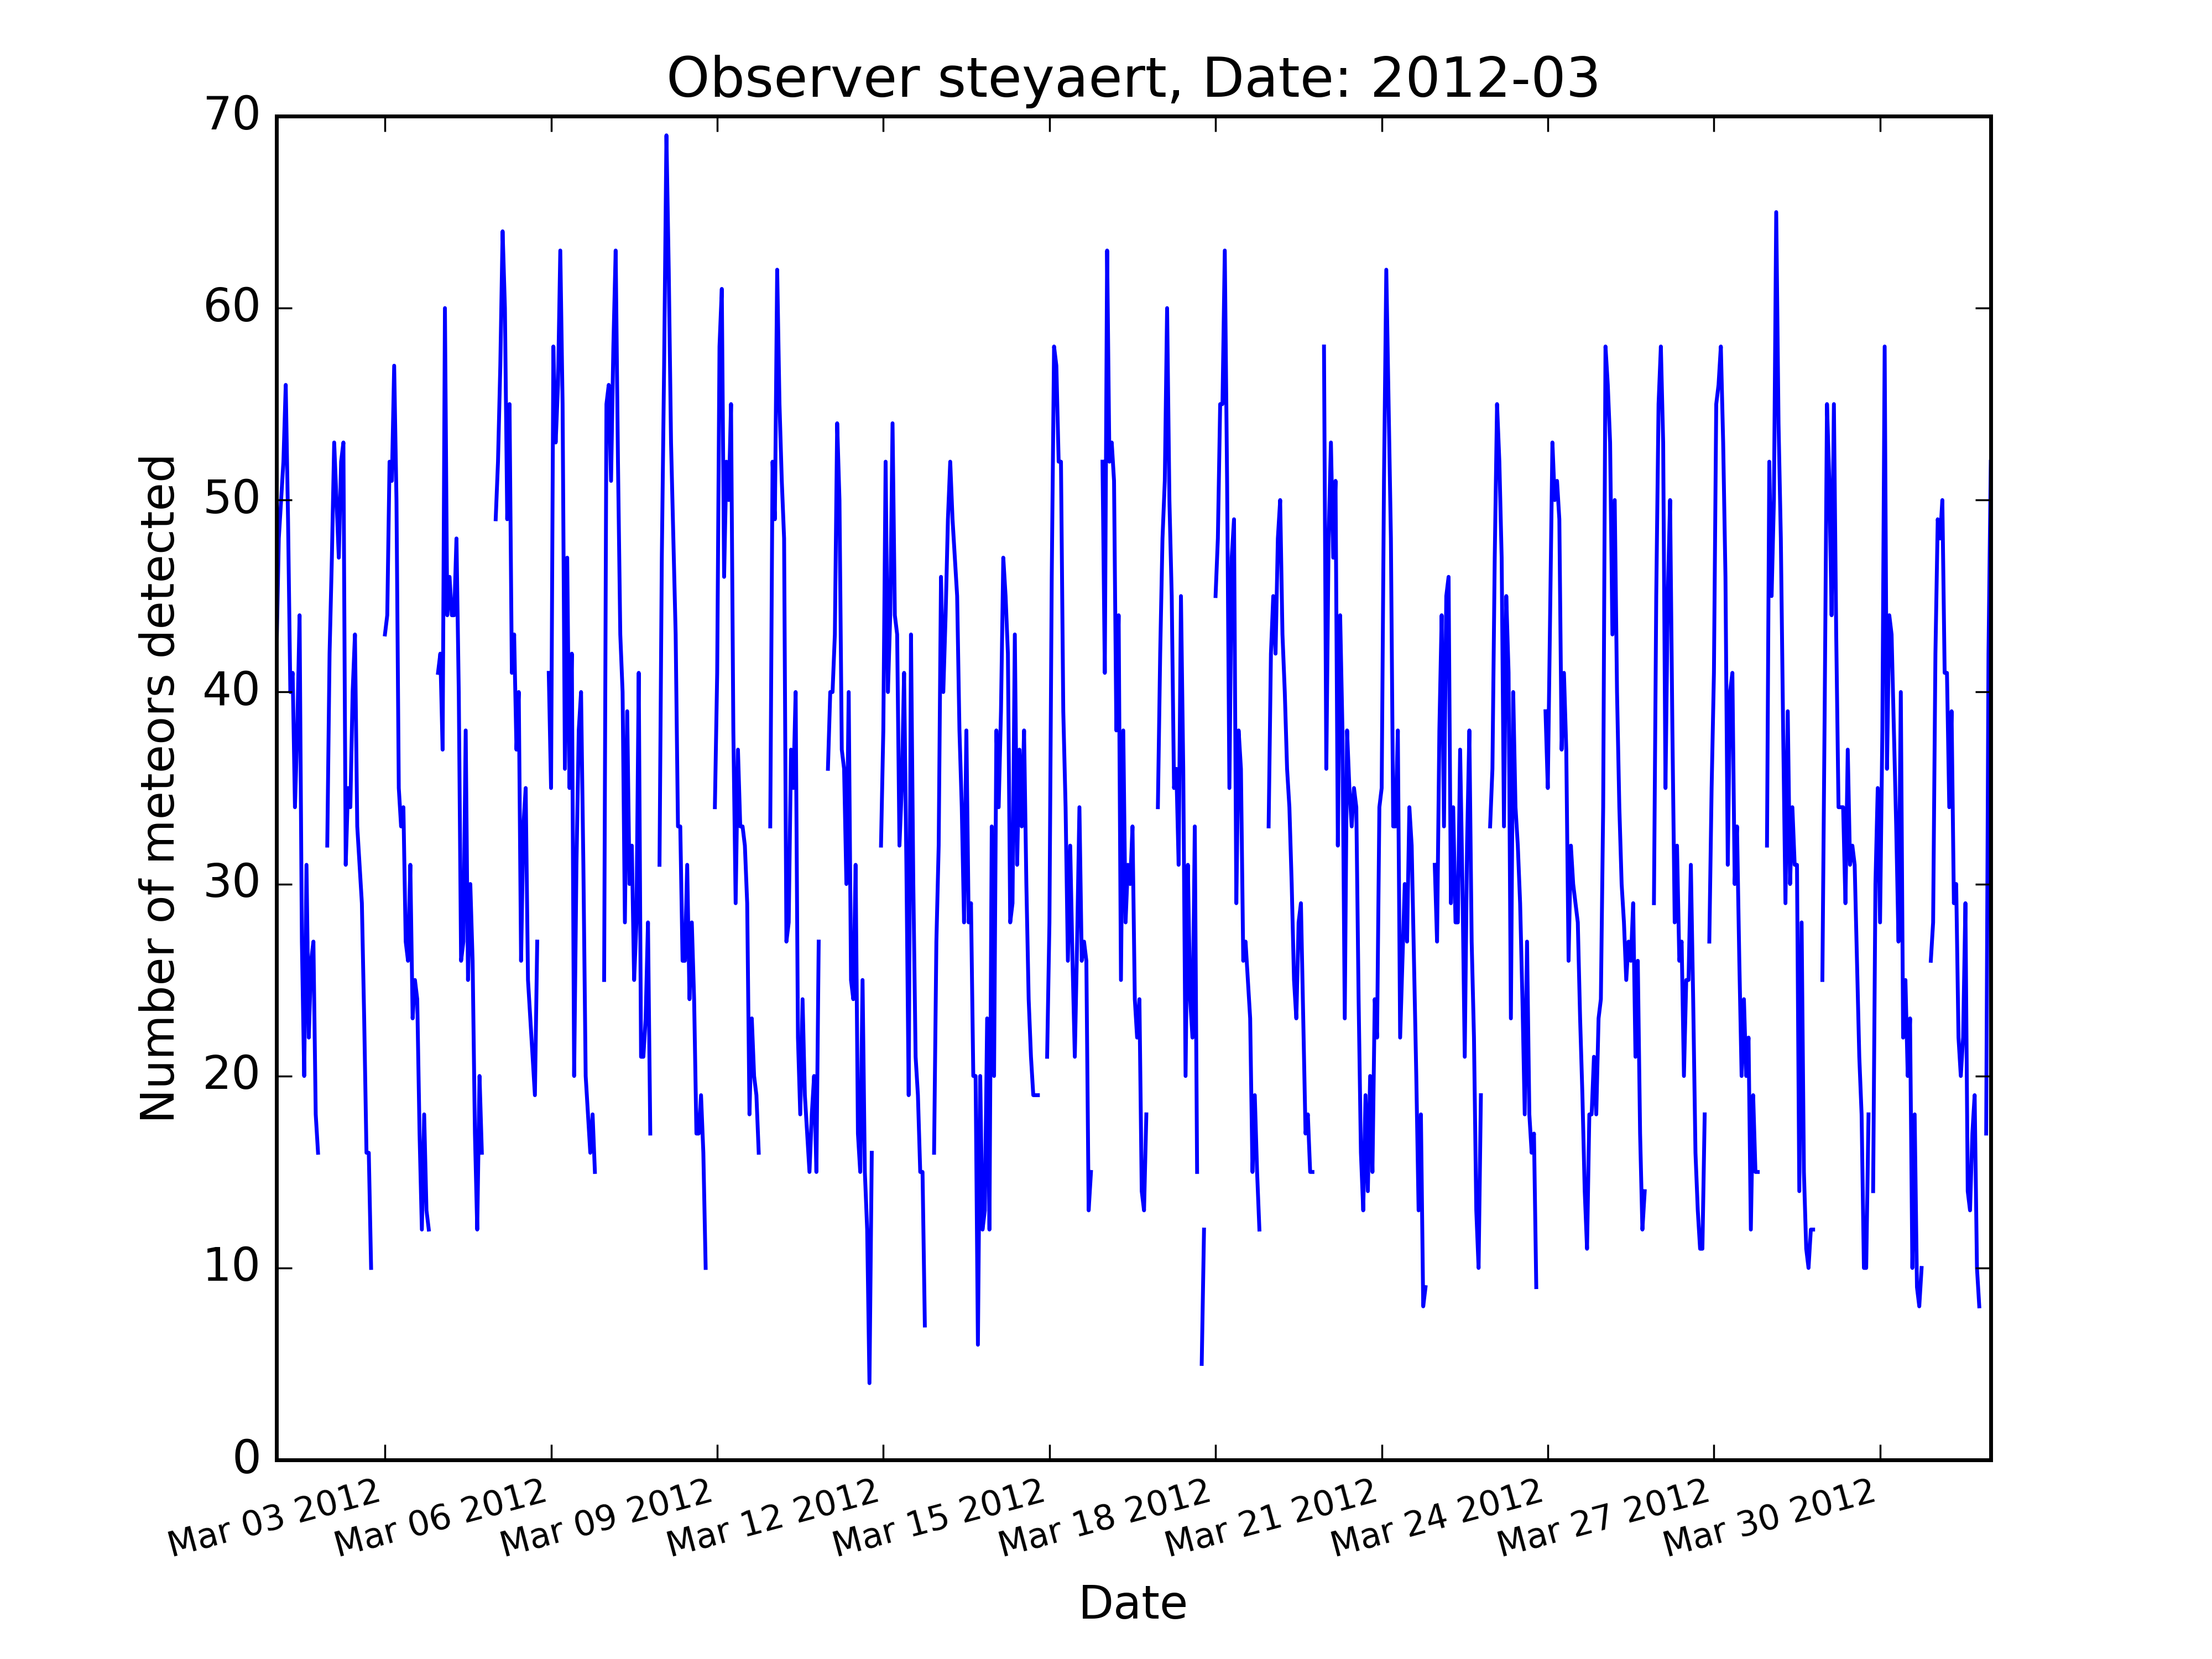 Observer steyaert, Date: 2012-03
Number of meteors detected
70
60
50
40
30
20
10
0
Mar 03 2012
Mar 06 2012
Mar 09 2012
Mar 12 2012
Mar 15 2012
Mar 18 2012
Mar 21 2012
Mar 24 2012
Mar 27 2012
Mar 30 2012
Date